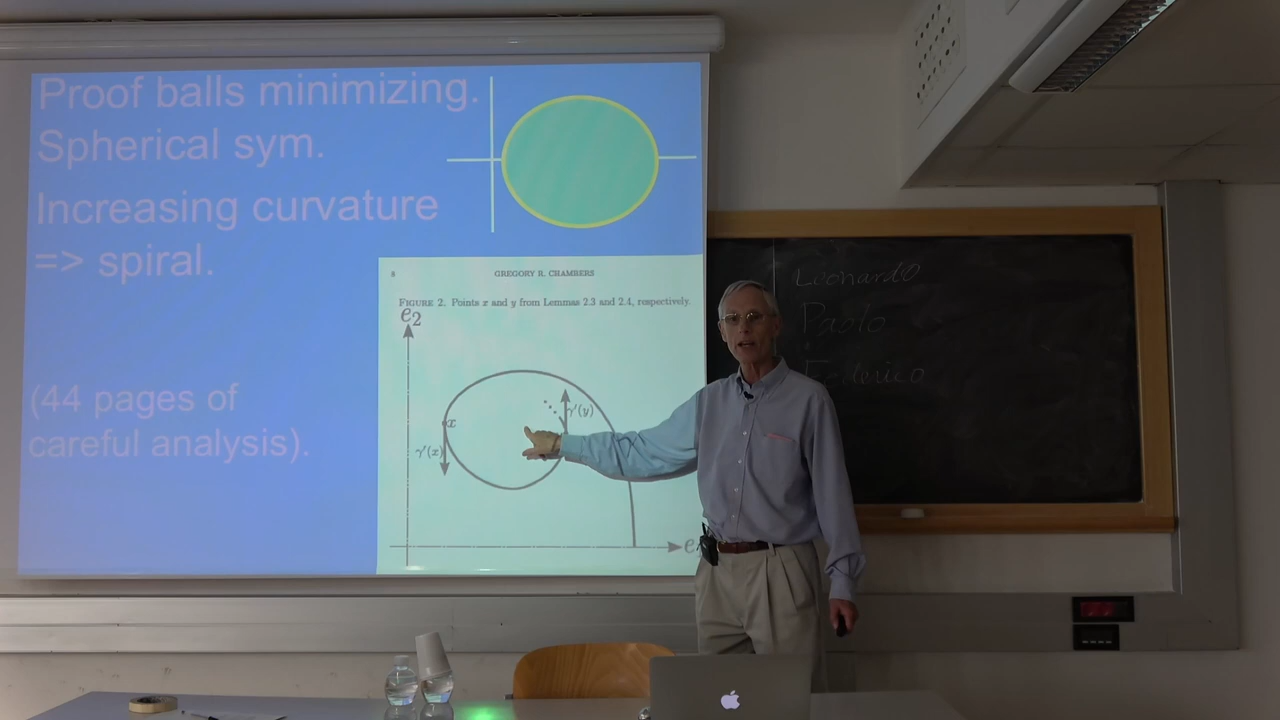 Proof balls minimizing.
Spherical sym.
Increasing curvature
=> spiral.
(44 pages of
careful analysis).
8 GREGORY R. CHAMBERS
FIGURE 2. Points x and y from Lemmas 2.3 and 2.4, respectively.
e₂
γ'(y)
x
γ'(x)
e
Leonardo
Paolo
Federico